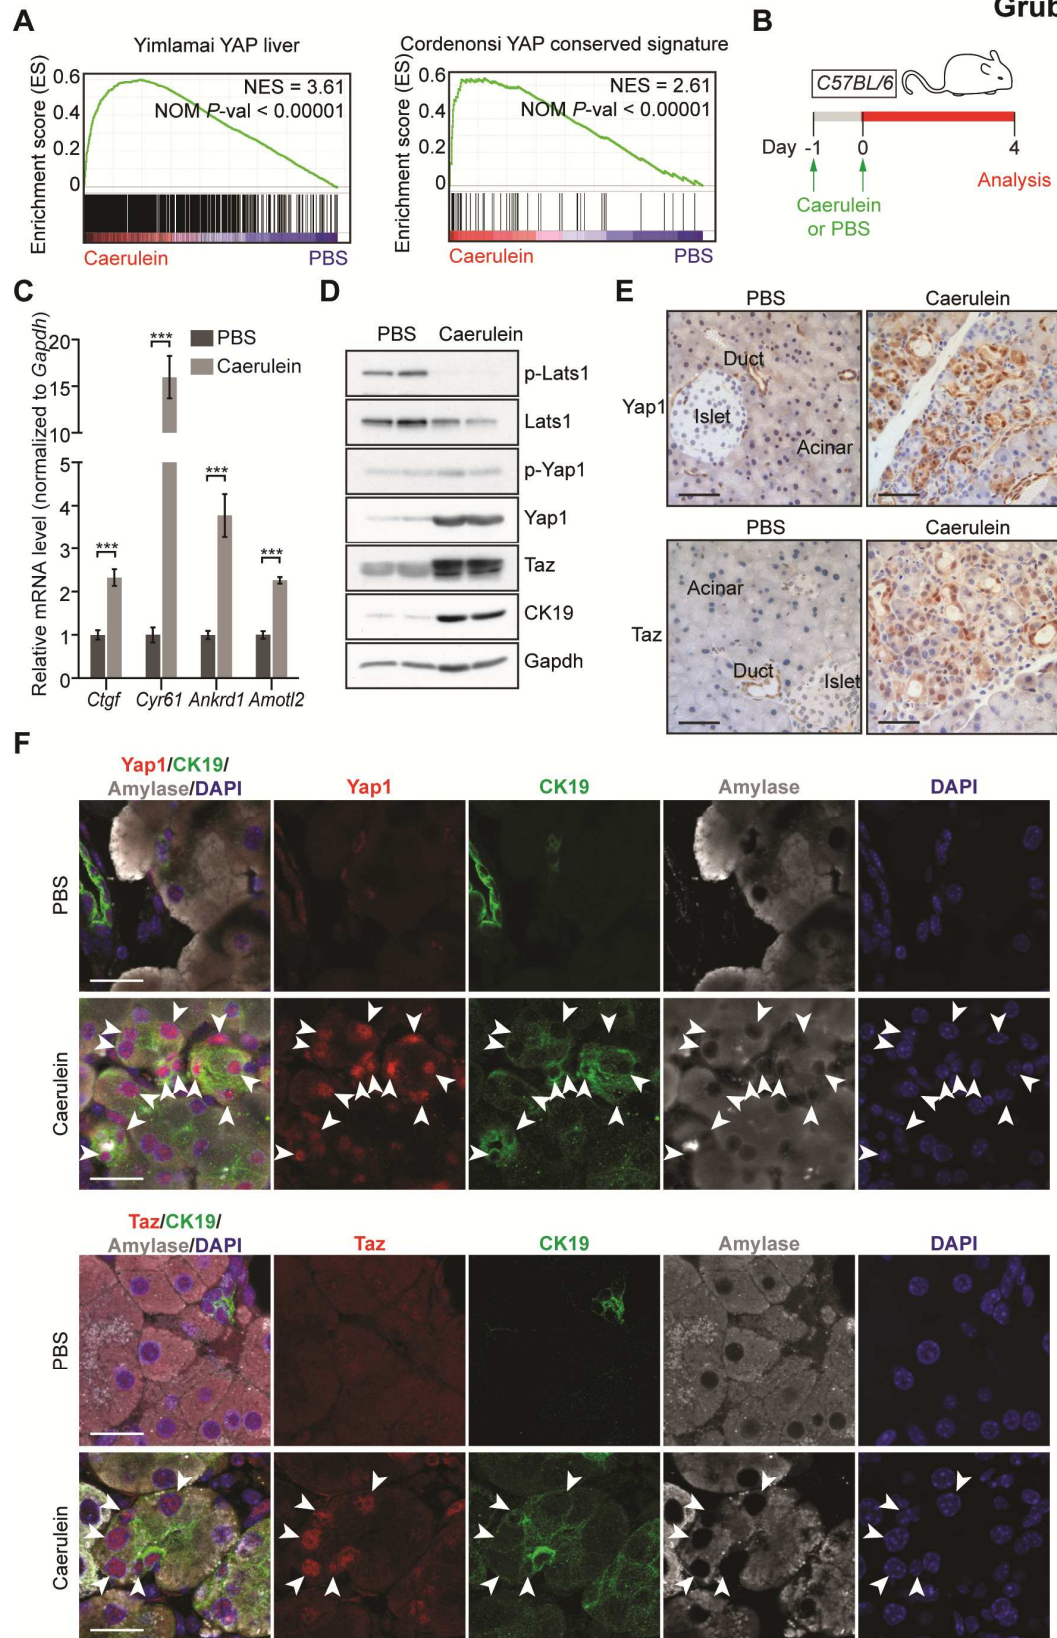 Grub
A
Yimlamai YAP liver
Enrichment score (ES)
0.6
0.4
0.2
0
NES = 3.61
NOM P-val < 0.00001
Caerulein
PBS
Cordenonsi YAP conserved signature
Enrichment score (ES)
0.6
0.4
0.2
0
NES = 2.61
NOM P-val < 0.00001
Caerulein
PBS
B
C57BL/6
Day -1 0 4
Analysis
Caerulein
or PBS
C
Relative mRNA level (normalized to Gapdh)
20
15
10
5
4
3
2
1
0
PBS
Caerulein
***
***
***
***
Ctgf Cyr61 Ankrd1 Amotl2
D
PBS Caerulein
p-Lats1
Lats1
p-Yap1
Yap1
Taz
CK19
Gapdh
E
PBS
Caerulein
Yap1
Duct
Islet
Acinar
PBS
Caerulein
Taz
Acinar
Duct
Islet
F
Yap1/CK19/
Amylase/DAPI
Yap1
CK19
Amylase
DAPI
PBS
Caerulein
Taz/CK19/
Amylase/DAPI
Taz
CK19
Amylase
DAPI
PBS
Caerulein